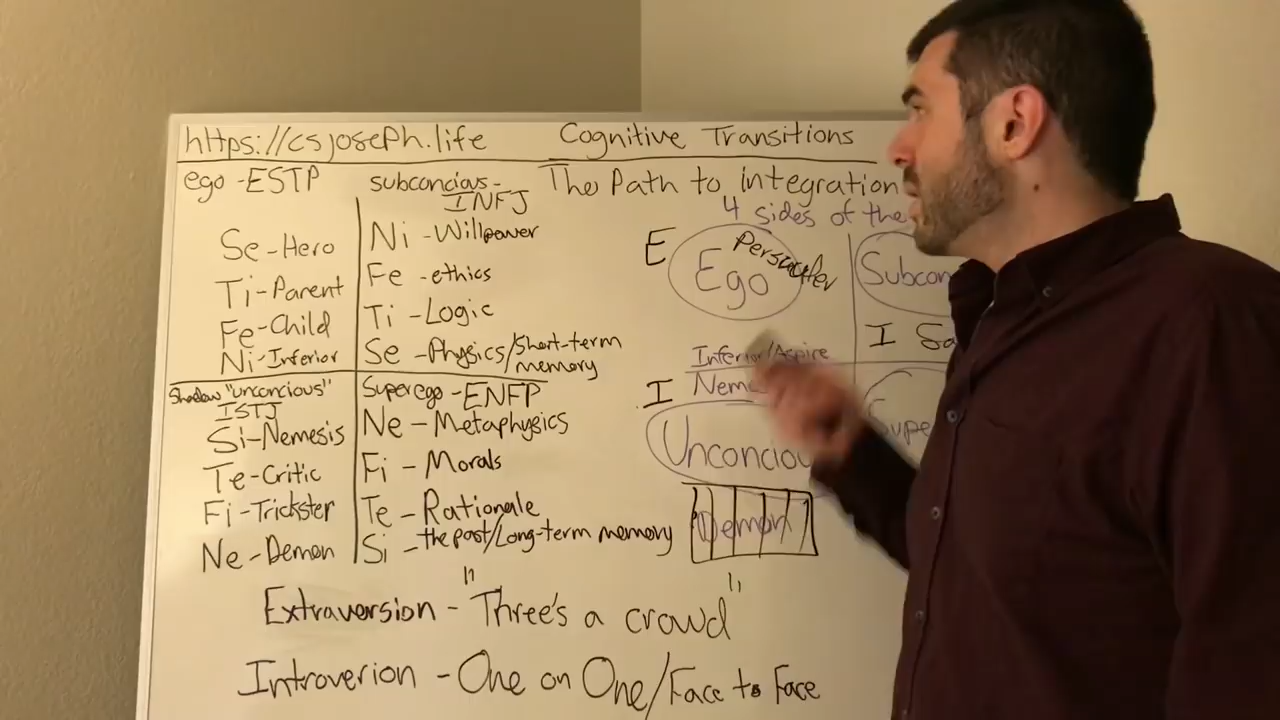 https://csjoseph.life
Cognitive Transitions
ego - ESTP
Se - Hero
Ti - Parent
Fe - Child
Ni - Inferior
subconcious -
INFJ
Ni - Willpower
Fe - ethics
Ti - Logic
Se - Physics/Short-term
memory
Shadow "unconcious"
ISTJ
Si - Nemesis
Te - Critic
Fi - Trickster
Ne - Demon
Superego - ENFP
Ne - Metaphysics
Fi - Morals
Te - Rationale
Si - the past/Long-term memory
The Path to integration
4 sides of the
E
Ego
Subcon
I
Inferior/Aspire
I
Unconciou
Supe
Demon
Extraversion - "Three's a crowd"
Introverion - One on One/Face to Face